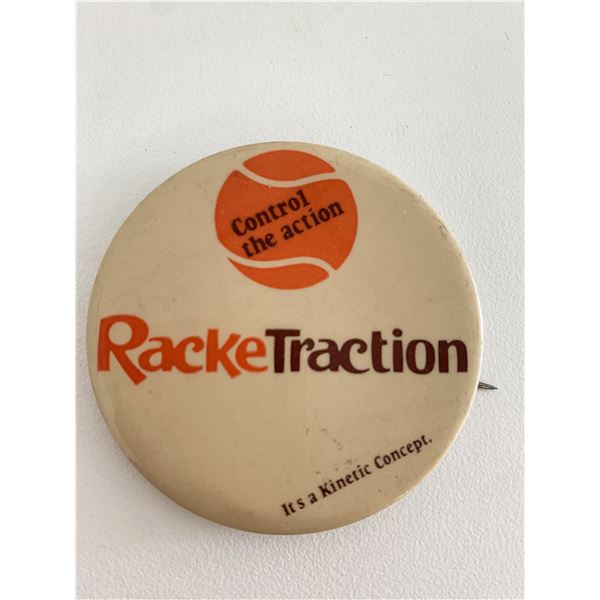 Control
the action
RackeTraction
It's a Kinetic Concept.